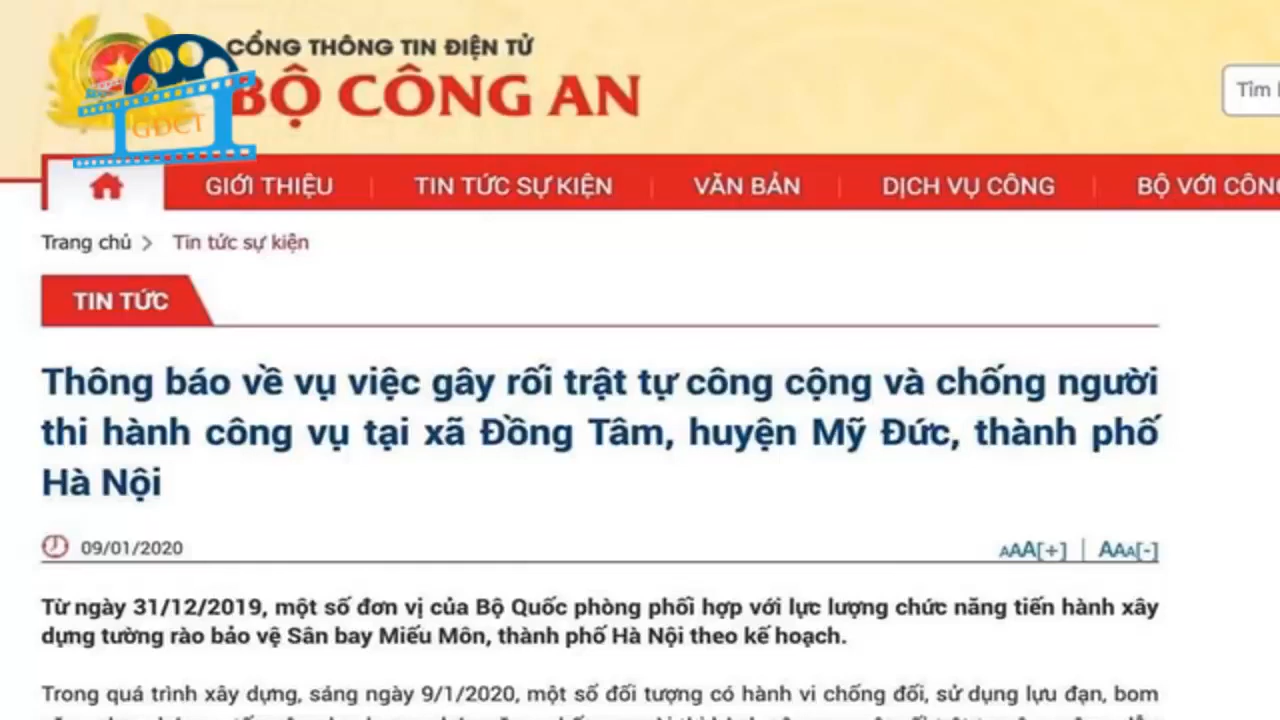 CỔNG THÔNG TIN ĐIỆN TỬ
BỘ CÔNG AN
GĐCT
Tìm
GIỚI THIỆU
TIN TỨC SỰ KIỆN
VĂN BẢN
DỊCH VỤ CÔNG
BỘ VỚI CÔNG
Trang chủ > Tin tức sự kiện
TIN TỨC
Thông báo về vụ việc gây rối trật tự công cộng và chống người
thi hành công vụ tại xã Đồng Tâm, huyện Mỹ Đức, thành phố
Hà Nội
09/01/2020
AAA[+] | AAA[-]
Từ ngày 31/12/2019, một số đơn vị của Bộ Quốc phòng phối hợp với lực lượng chức năng tiến hành xây
dựng tường rào bảo vệ Sân bay Miếu Môn, thành phố Hà Nội theo kế hoạch.
Trong quá trình xây dựng, sáng ngày 9/1/2020, một số đối tượng có hành vi chống đối, sử dụng lựu đạn, bom